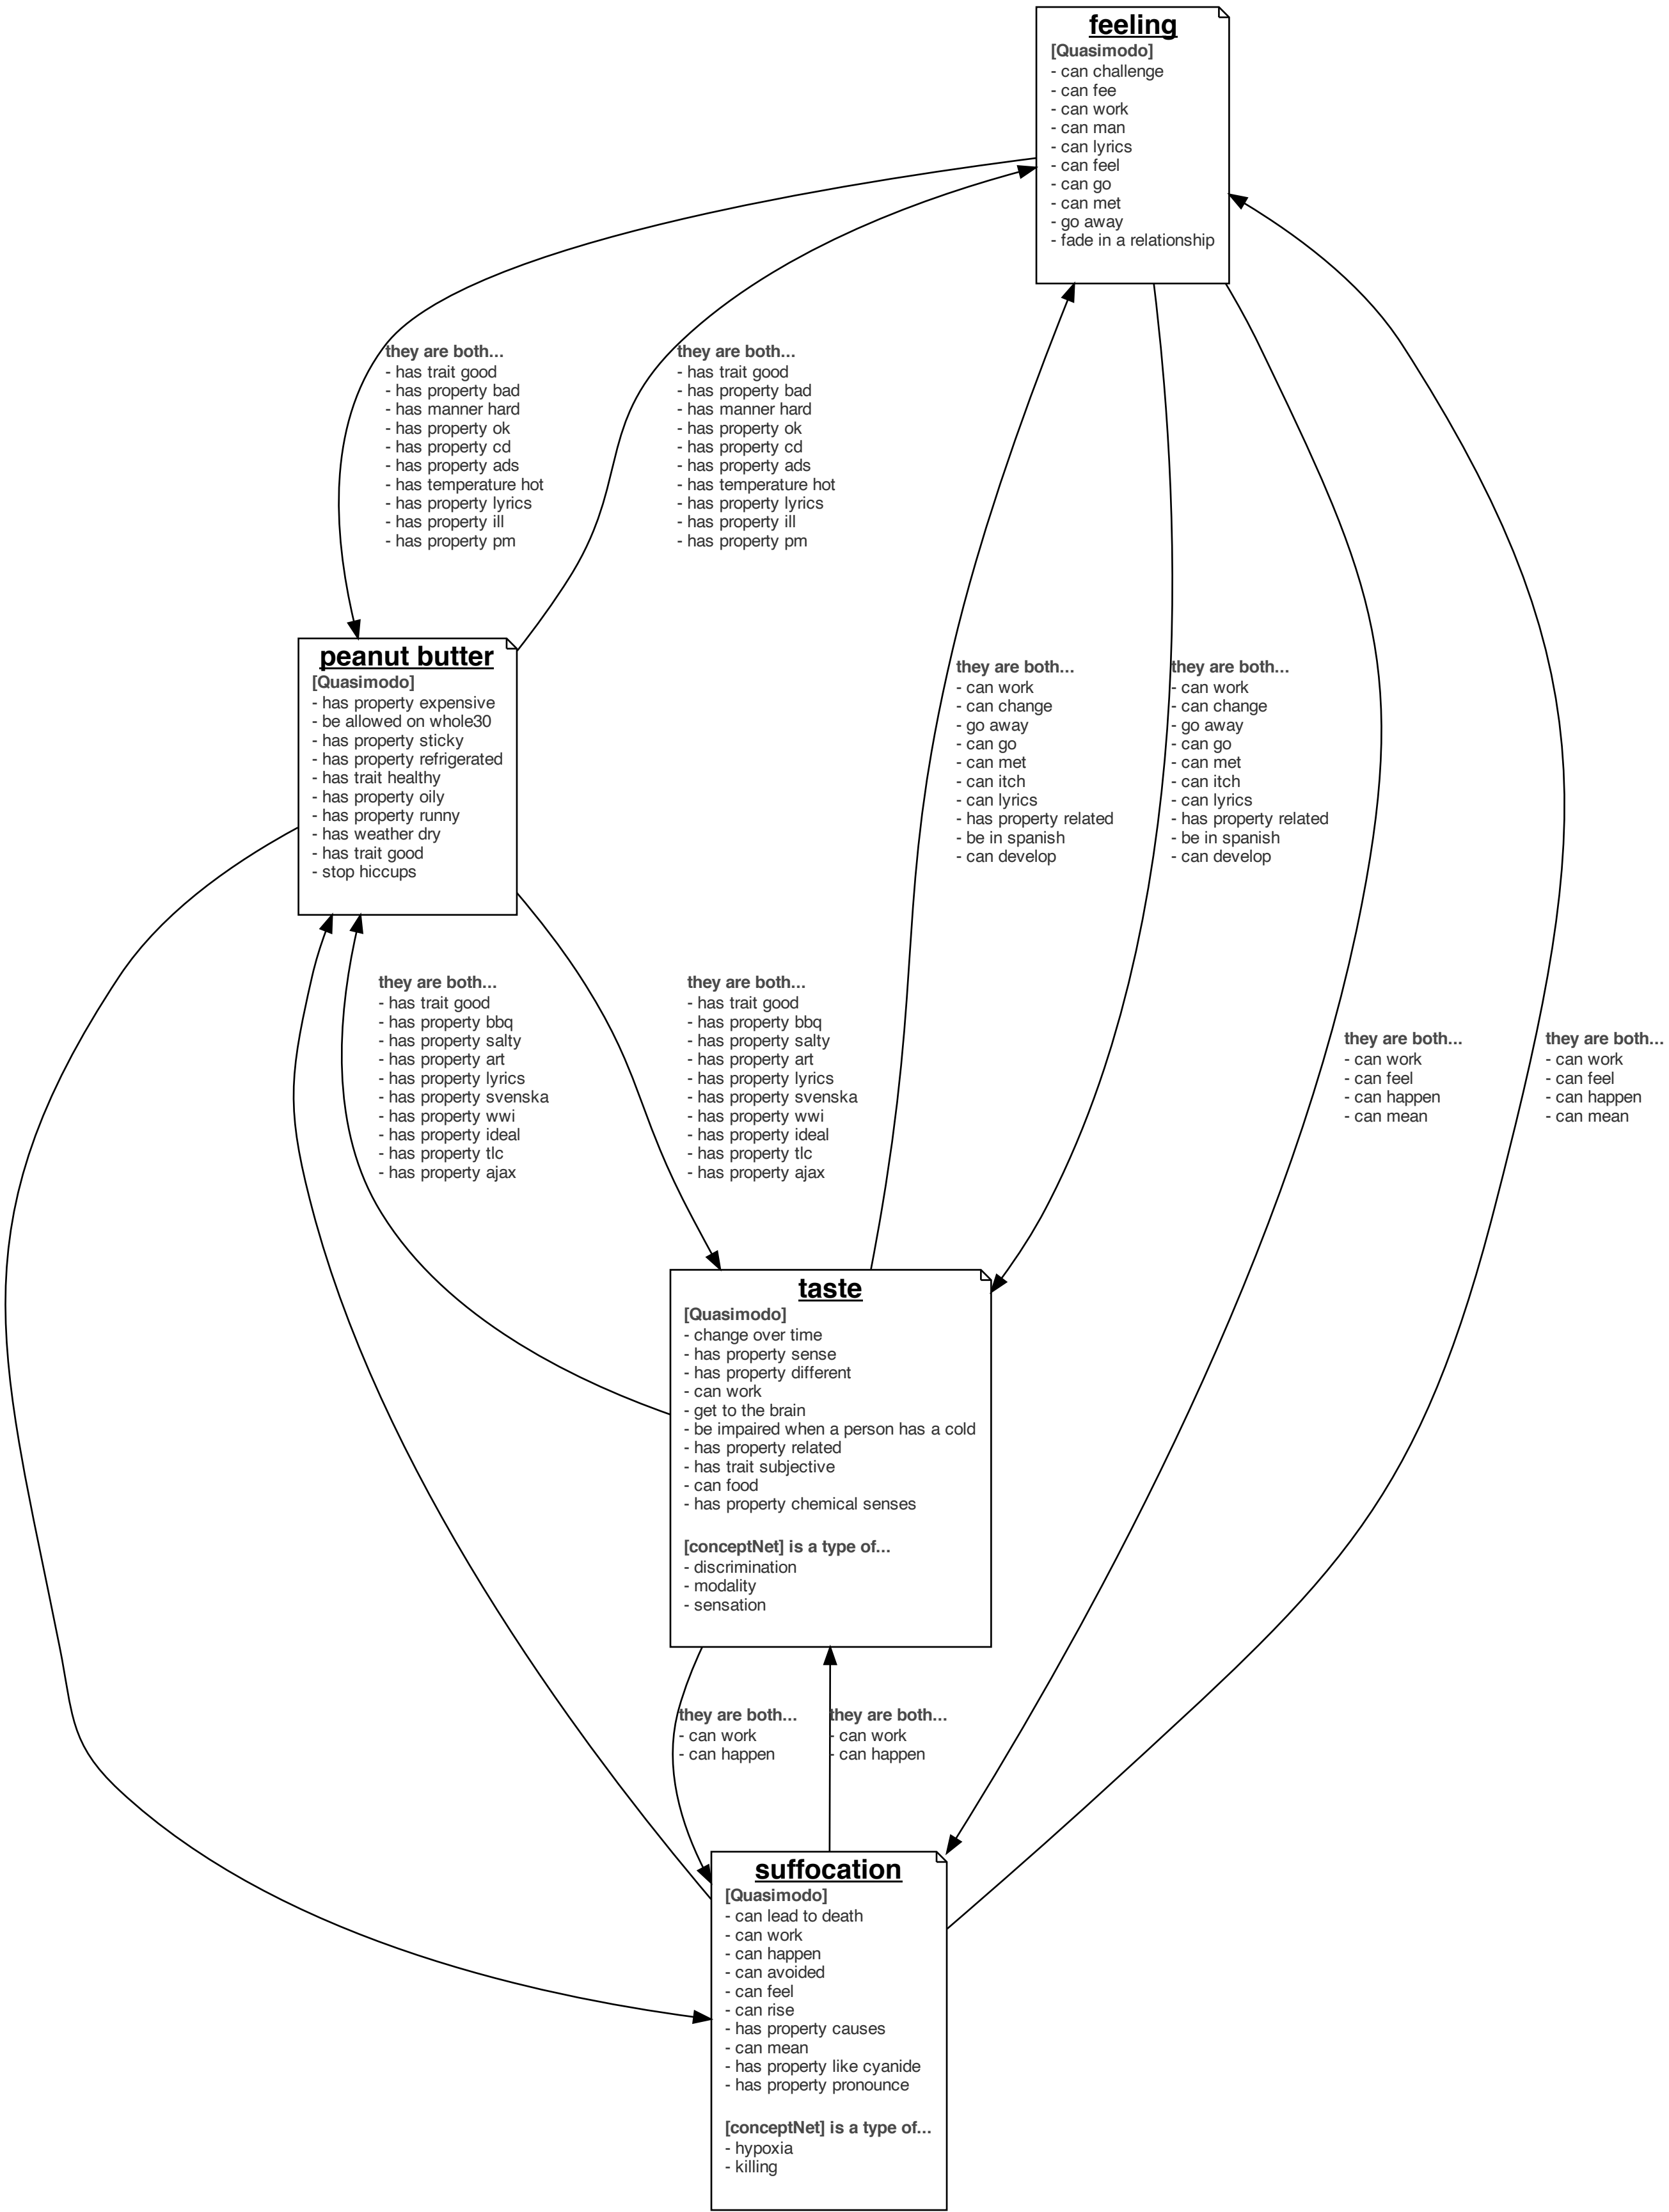 feeling
[Quasimodo]
- can challenge
- can fee
- can work
- can man
- can lyrics
- can feel
- can go
- can met
- go away
- fade in a relationship
they are both...
- has trait good
- has property bad
- has manner hard
- has property ok
- has property cd
- has property ads
- has temperature hot
- has property lyrics
- has property ill
- has property pm
they are both...
- has trait good
- has property bad
- has manner hard
- has property ok
- has property cd
- has property ads
- has temperature hot
- has property lyrics
- has property ill
- has property pm
peanut butter
[Quasimodo]
- has property expensive
- be allowed on whole30
- has property sticky
- has property refrigerated
- has trait healthy
- has property oily
- has property runny
- has weather dry
- has trait good
- stop hiccups
they are both...
- can work
- can change
- go away
- can go
- can met
- can itch
- can lyrics
- has property related
- be in spanish
- can develop
they are both...
- can work
- can change
- go away
- can go
- can met
- can itch
- can lyrics
- has property related
- be in spanish
- can develop
they are both...
- has trait good
- has property bbq
- has property salty
- has property art
- has property lyrics
- has property svenska
- has property wwi
- has property ideal
- has property tlc
- has property ajax
they are both...
- has trait good
- has property bbq
- has property salty
- has property art
- has property lyrics
- has property svenska
- has property wwi
- has property ideal
- has property tlc
- has property ajax
they are both...
- can work
- can feel
- can happen
- can mean
they are both...
- can work
- can feel
- can happen
- can mean
taste
[Quasimodo]
- change over time
- has property sense
- has property different
- can work
- get to the brain
- be impaired when a person has a cold
- has property related
- has trait subjective
- can food
- has property chemical senses
[conceptNet] is a type of...
- discrimination
- modality
- sensation
they are both...
- can work
- can happen
they are both...
- can work
- can happen
suffocation
[Quasimodo]
- can lead to death
- can work
- can happen
- can avoided
- can feel
- can rise
- has property causes
- can mean
- has property like cyanide
- has property pronounce
[conceptNet] is a type of...
- hypoxia
- killing